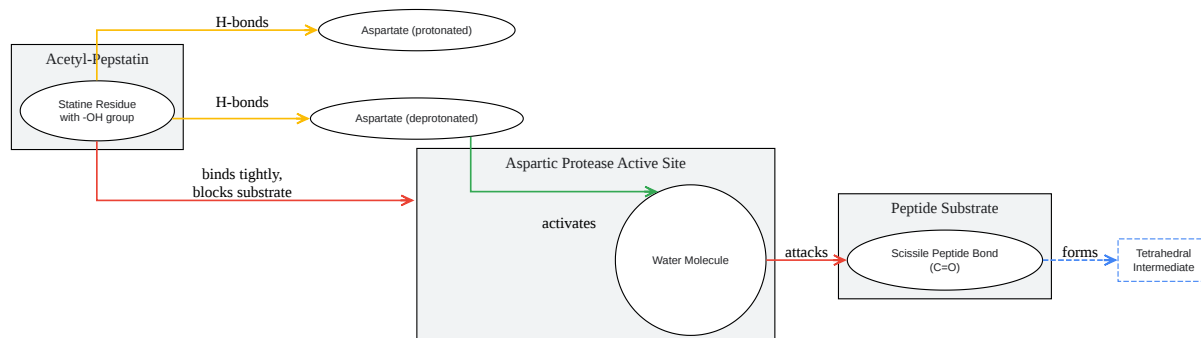 H-bonds
Aspartate (protonated)
Acetyl-Pepstatin
Statine Residue
with -OH group
H-bonds
Aspartate (deprotonated)
Aspartic Protease Active Site
binds tightly,
blocks substrate
activates
Water Molecule
attacks
Peptide Substrate
Scissile Peptide Bond
(C=O)
forms
Tetrahedral
Intermediate